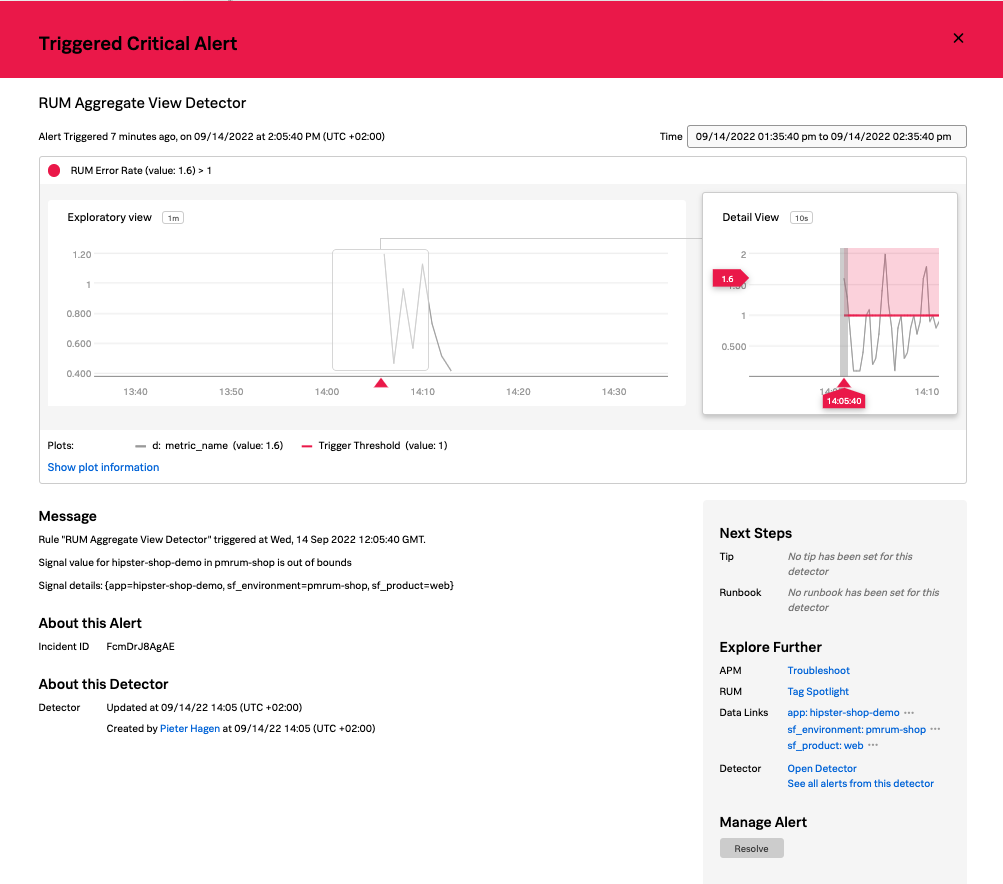 Triggered Critical Alert
RUM Aggregate View Detector
Alert Triggered 7 minutes ago, on 09/14/2022 at 2:05:40 PM (UTC +02:00)
Time 09/14/2022 01:35:40 pm to 09/14/2022 02:35:40 pm
RUM Error Rate (value: 1.6) > 1
Exploratory view 1m
1.20
1
0.800
0.600
0.400
13:40 13:50 14:00 14:10 14:20 14:30
Detail View 10s
2
1.6
1
0.500
14:10
14:05:40
Plots: d: metric_name (value: 1.6) Trigger Threshold (value: 1)
Show plot information
Message
Rule "RUM Aggregate View Detector" triggered at Wed, 14 Sep 2022 12:05:40 GMT.
Signal value for hipster-shop-demo in pmrum-shop is out of bounds
Signal details: {app=hipster-shop-demo, sf_environment=pmrum-shop, sf_product=web}
About this Alert
Incident ID FcmDrJ8AgAE
About this Detector
Detector Updated at 09/14/22 14:05 (UTC +02:00)
Created by Pieter Hagen at 09/14/22 14:05 (UTC +02:00)
Next Steps
Tip No tip has been set for this
detector
Runbook No runbook has been set for this
detector
Explore Further
APM Troubleshoot
RUM Tag Spotlight
Data Links app: hipster-shop-demo ···
sf_environment: pmrum-shop ···
sf_product: web ···
Detector Open Detector
See all alerts from this detector
Manage Alert
Resolve